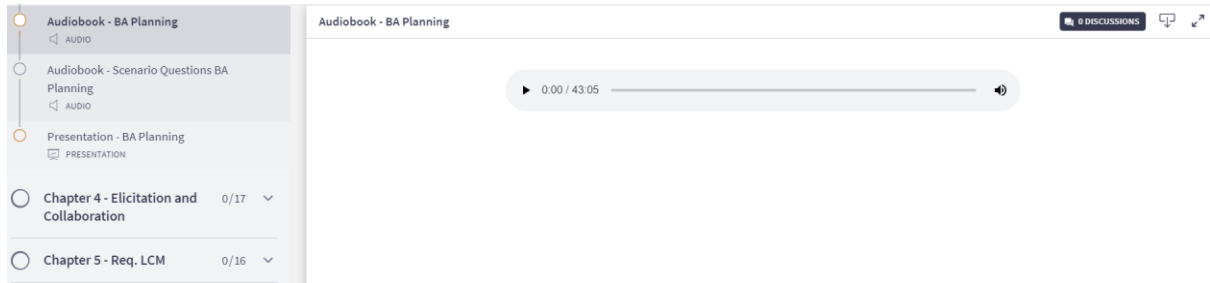 Audiobook - BA Planning
AUDIO
Audiobook - Scenario Questions BA
Planning
AUDIO
Presentation - BA Planning
PRESENTATION
Chapter 4 - Elicitation and
Collaboration
0/17
Chapter 5 - Req. LCM
0/16
Audiobook - BA Planning
0 DISCUSSIONS
0:00 / 43:05